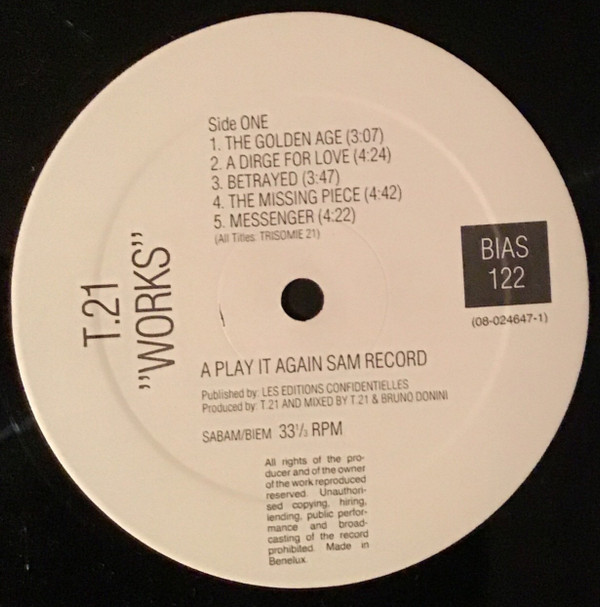 Side ONE
1. THE GOLDEN AGE (3:07)
2. A DIRGE FOR LOVE (4:24)
3. BETRAYED (3:47)
4. THE MISSING PIECE (4:42)
5. MESSENGER (4:22)
(All Titles: TRISOMIE 21)
T.21
"WORKS"
BIAS
122
(08-024647-1)
A PLAY IT AGAIN SAM RECORD
Published by: LES EDITIONS CONFIDENTIELLES
Produced by: T.21 AND MIXED BY T.21 & BRUNO DONINI
SABAM/BIEM 33⅓ RPM
All rights of the pro-
ducer and of the owner
of the work reproduced
reserved. Unauthori-
sed copying, hiring,
lending, public perfor-
mance and broad-
casting of the record
prohibited. Made in
Benelux.